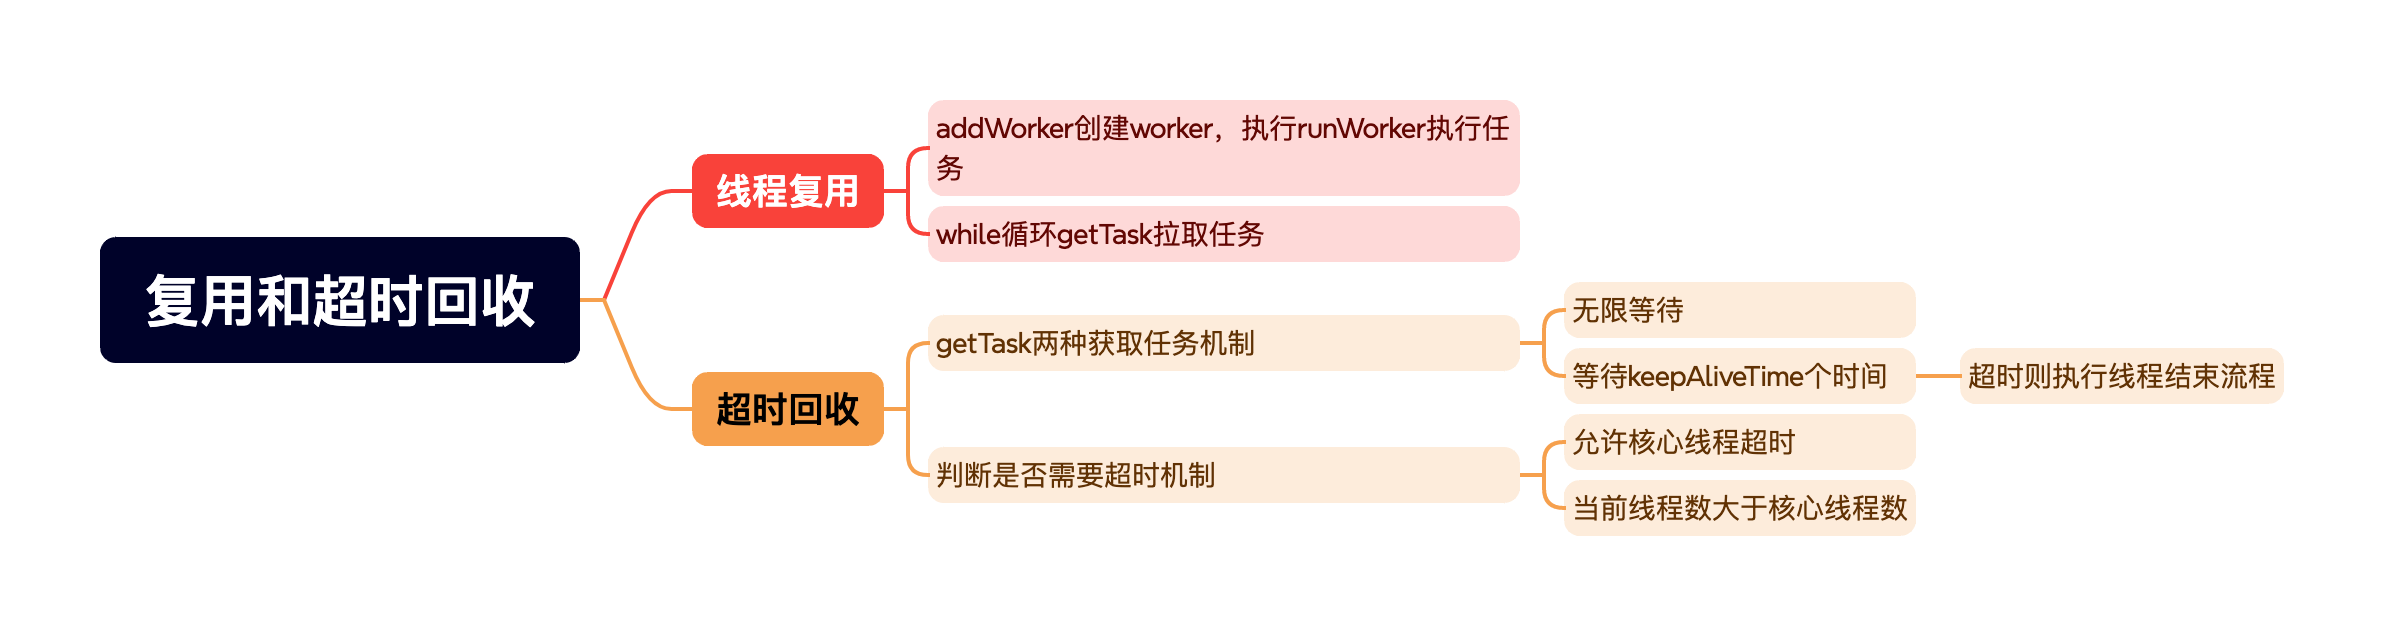 复用和超时回收
线程复用
addWorker创建worker，执行runWorker执行任
务
while循环getTask拉取任务
超时回收
getTask两种获取任务机制
无限等待
等待keepAliveTime个时间
超时则执行线程结束流程
判断是否需要超时机制
允许核心线程超时
当前线程数大于核心线程数